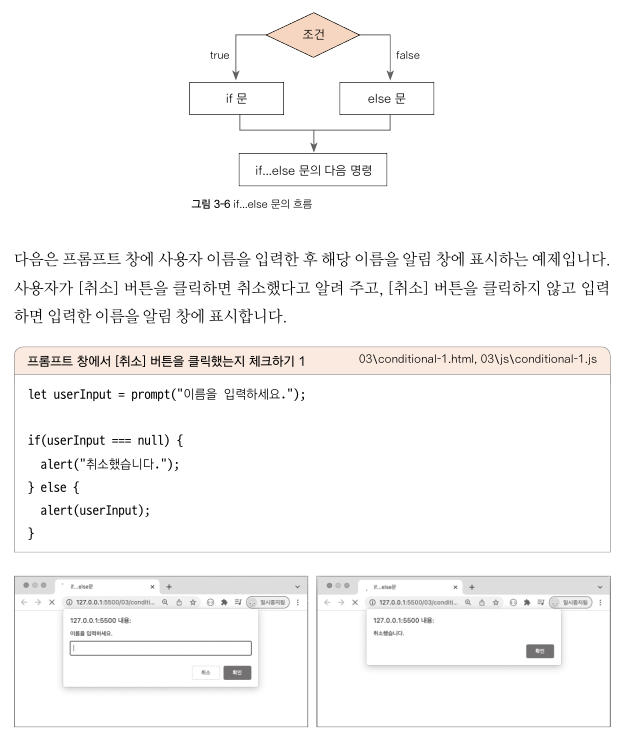 조건
true
false
if 문
else 문
if...else 문의 다음 명령
그림 3-6 if...else 문의 흐름
다음은 프롬프트 창에 사용자 이름을 입력한 후 해당 이름을 알림 창에 표시하는 예제입니다.
사용자가 [취소] 버튼을 클릭하면 취소했다고 알려 주고, [취소] 버튼을 클릭하지 않고 입력
하면 입력한 이름을 알림 창에 표시합니다.
프롬프트 창에서 [취소] 버튼을 클릭했는지 체크하기 1
03\conditional-1.html, 03\js\conditional-1.js
let userInput = prompt("이름을 입력하세요.");
if(userInput === null) {
alert("취소했습니다.");
} else {
alert(userInput);
}
if...else문
127.0.0.1:5500/03/conditi...
일시중지됨
127.0.0.1:5500 내용:
이름을 입력하세요.
취소
확인
if...else문
127.0.0.1:5500/03/conditi...
일시중지됨
127.0.0.1:5500 내용:
취소했습니다.
확인